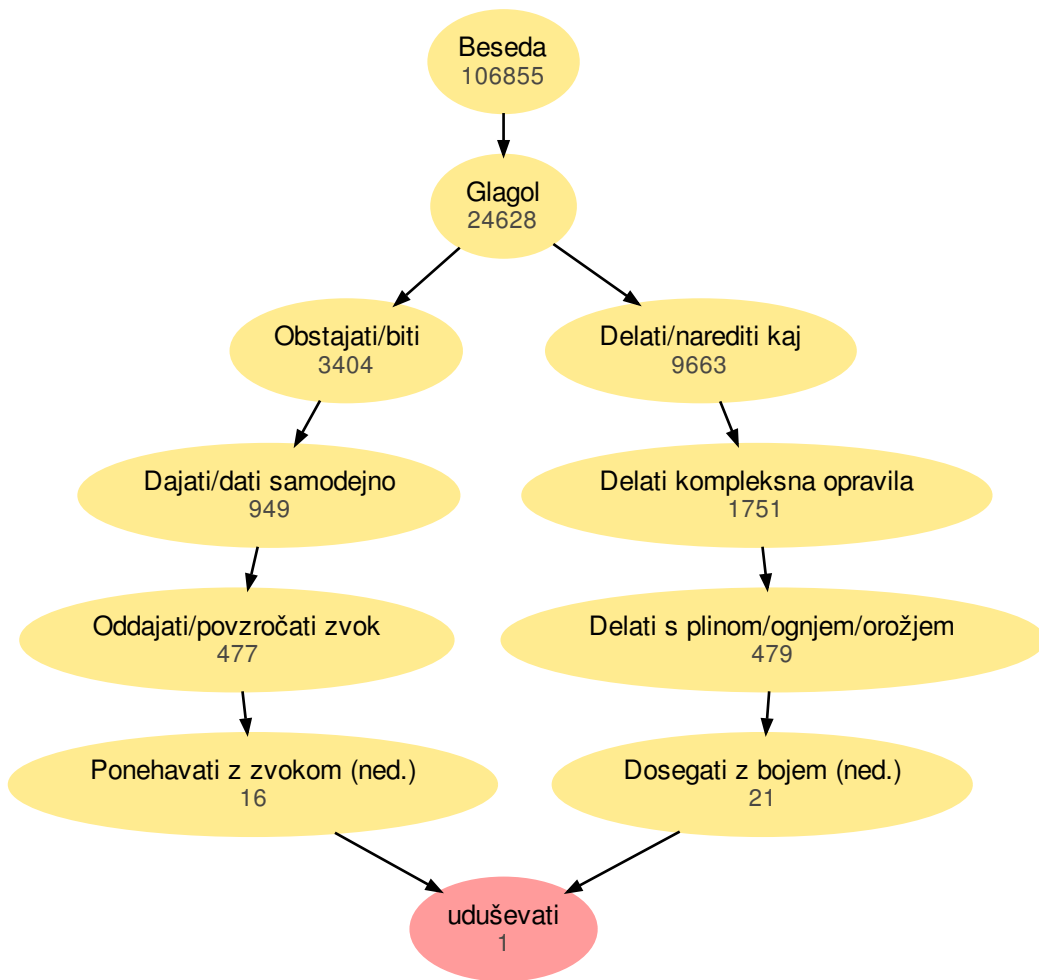 Beseda
106855
Glagol
24628
Obstajati/biti
3404
Delati/narediti kaj
9663
Dajati/dati samodejno
949
Delati kompleksna opravila
1751
Oddajati/povzročati zvok
477
Delati s plinom/ognjem/orožjem
479
Ponehavati z zvokom (ned.)
16
Dosegati z bojem (ned.)
21
uduševati
1